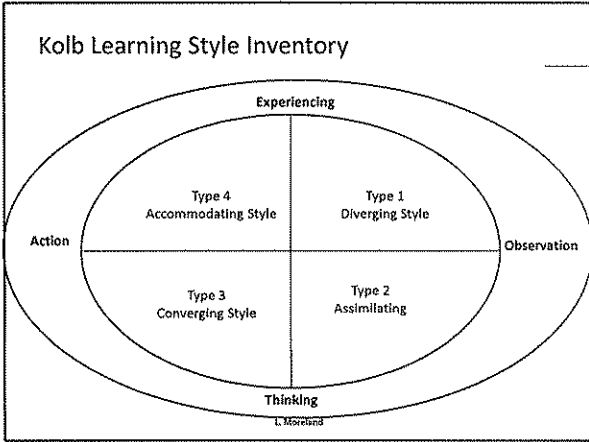 Kolb Learning Style Inventory
Experiencing
Type 4
Accommodating Style
Type 1
Diverging Style
Action
Observation
Type 3
Converging Style
Type 2
Assimilating
Thinking
L. Moreland